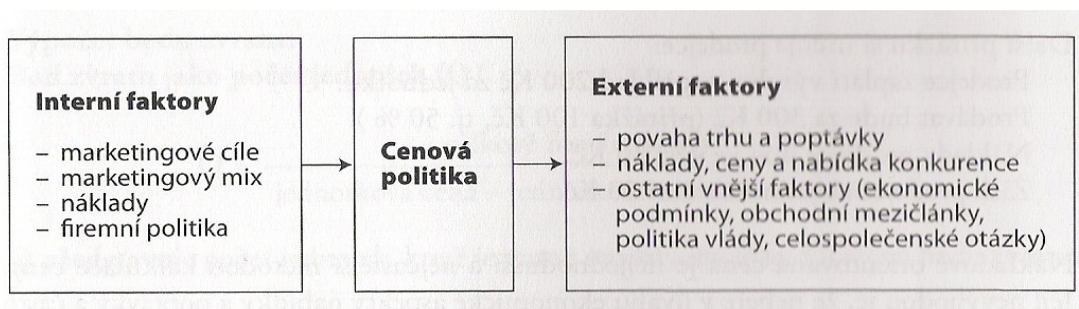 Interní faktory
– marketingové cíle
– marketingový mix
– náklady
– firemní politika
Cenová
politika
Externí faktory
– povaha trhu a poptávky
– náklady, ceny a nabídka konkurence
– ostatní vnější faktory (ekonomické
podmínky, obchodní mezičlánky,
politika vlády, celospolečenské otázky)